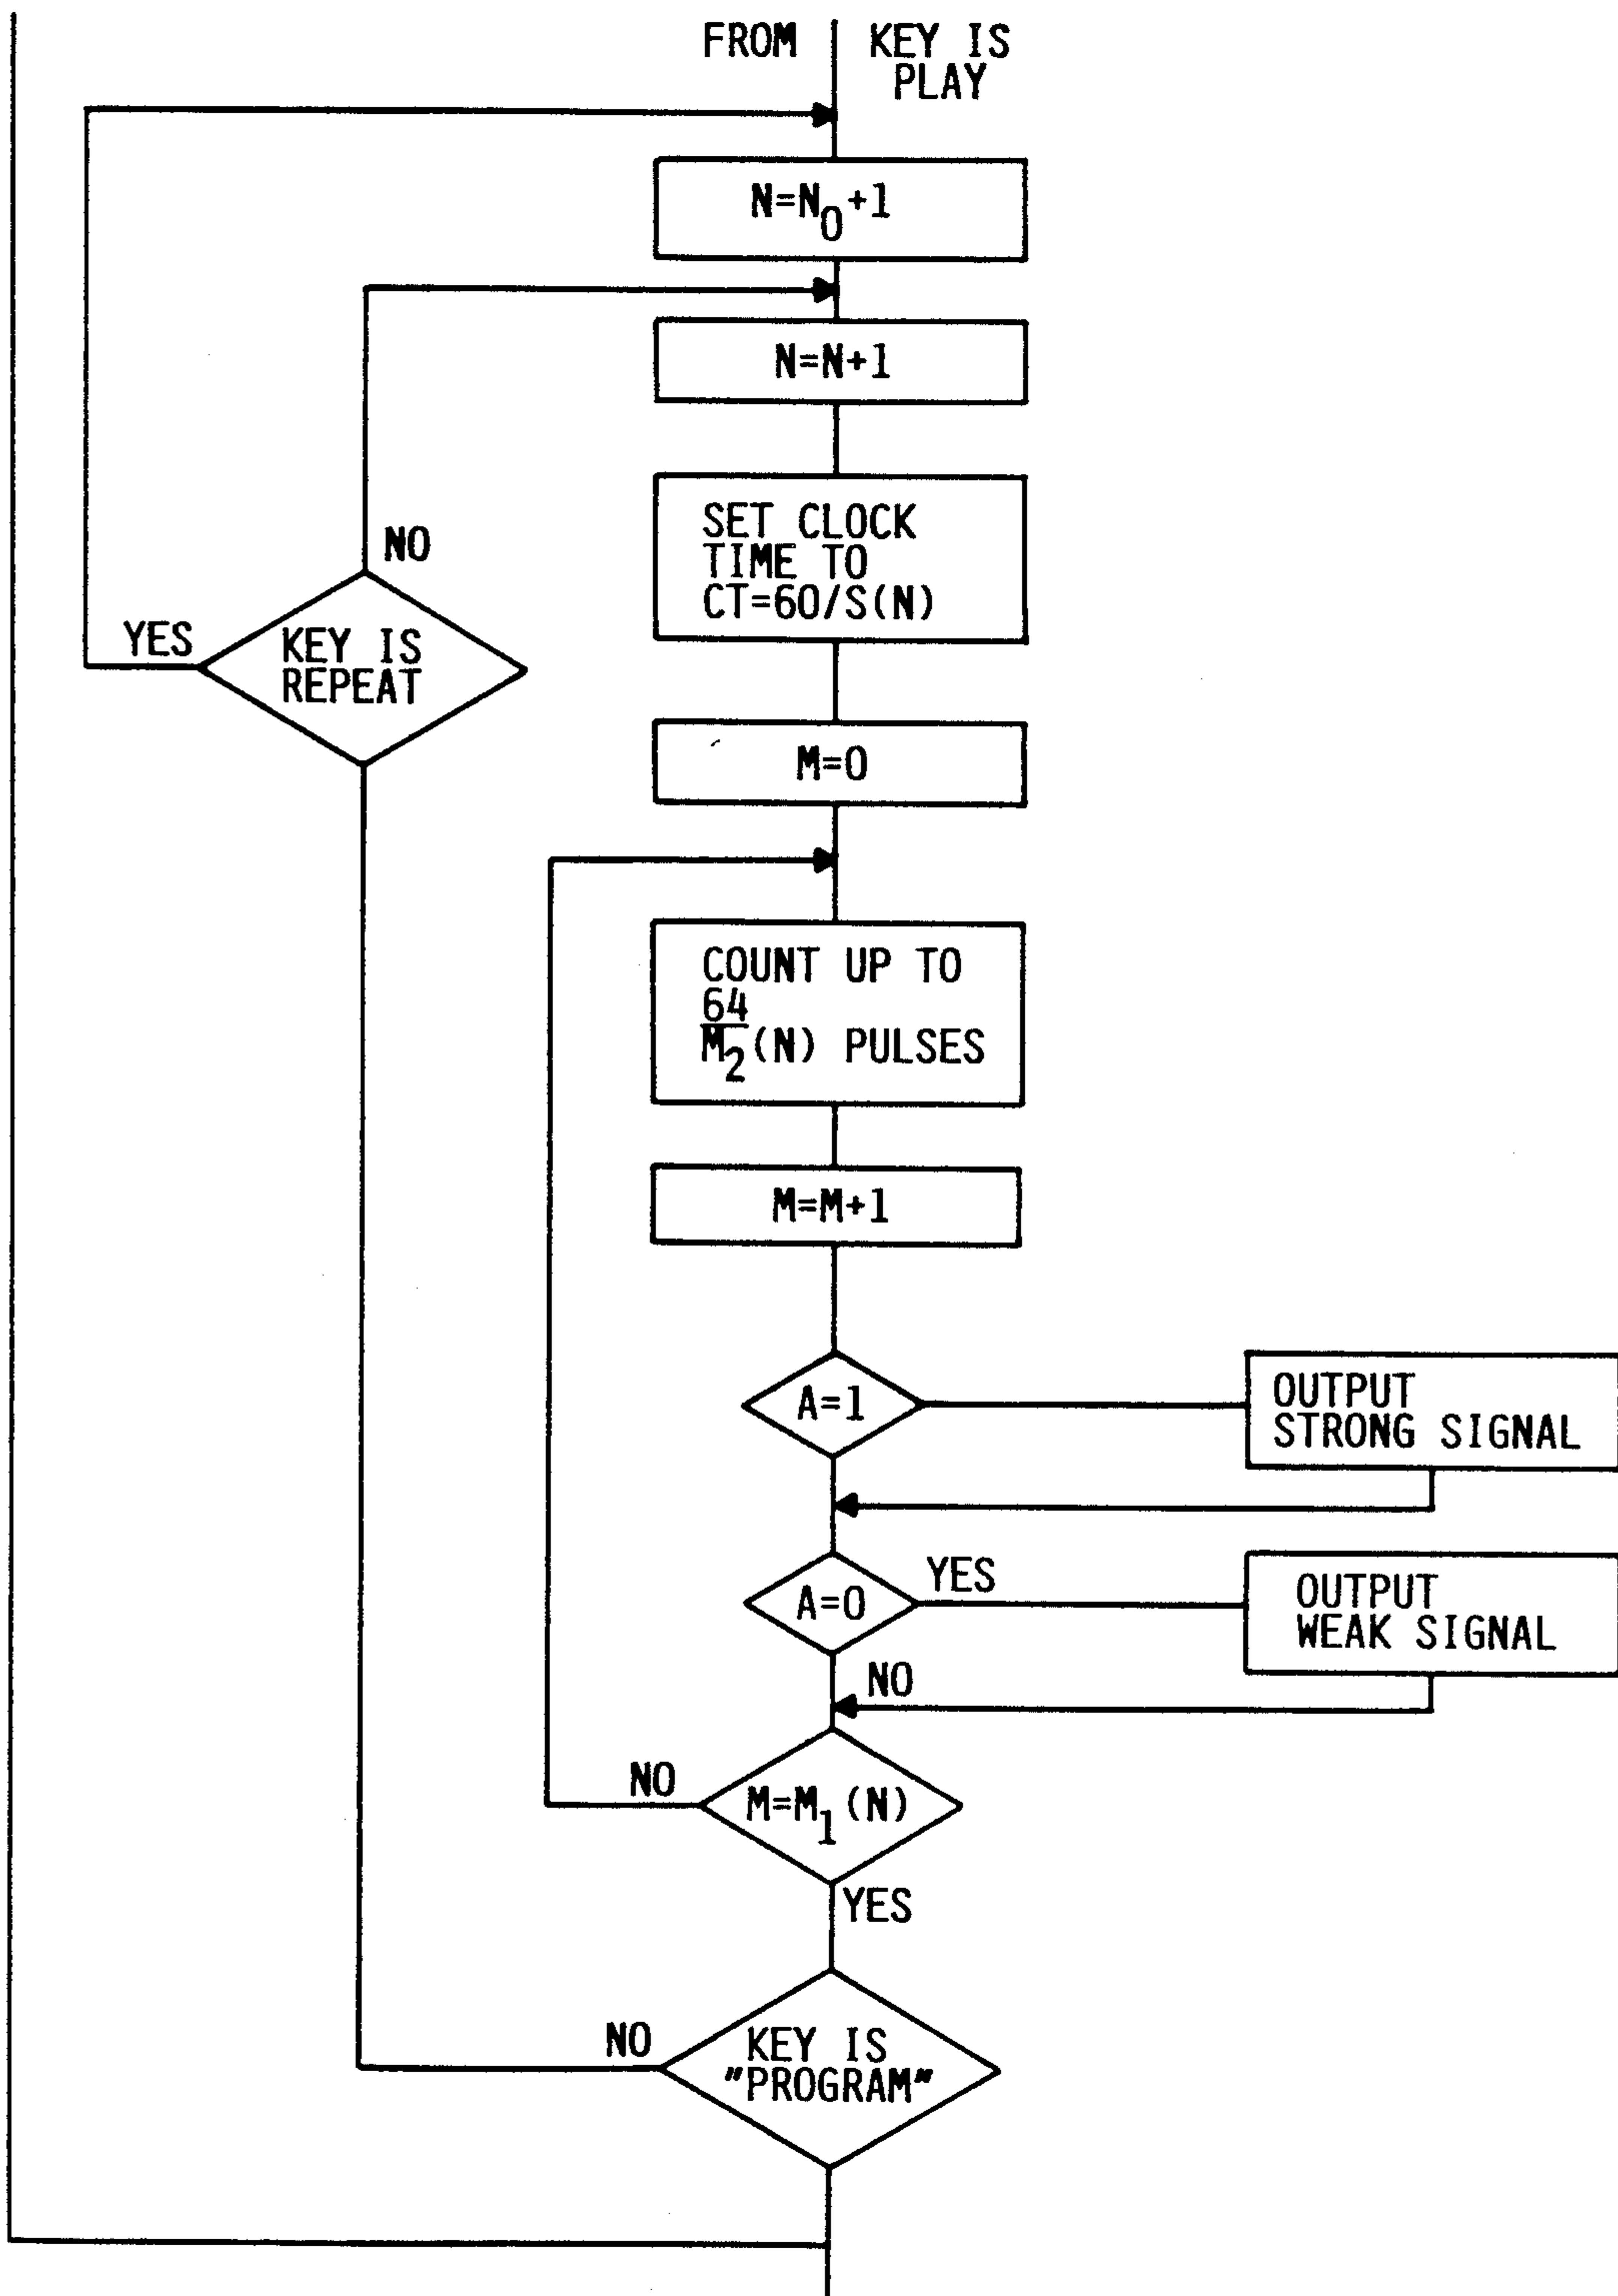 FROM KEY IS
PLAY
N=N₀+1
N=N+1
SET CLOCK
TIME TO
CT=60/S(N)
NO
YES
KEY IS
REPEAT
M=0
COUNT UP TO
64
M₂(N) PULSES
M=M+1
A=1
OUTPUT
STRONG SIGNAL
A=0
YES
OUTPUT
WEAK SIGNAL
NO
NO
M=M₁(N)
YES
NO
KEY IS
"PROGRAM"